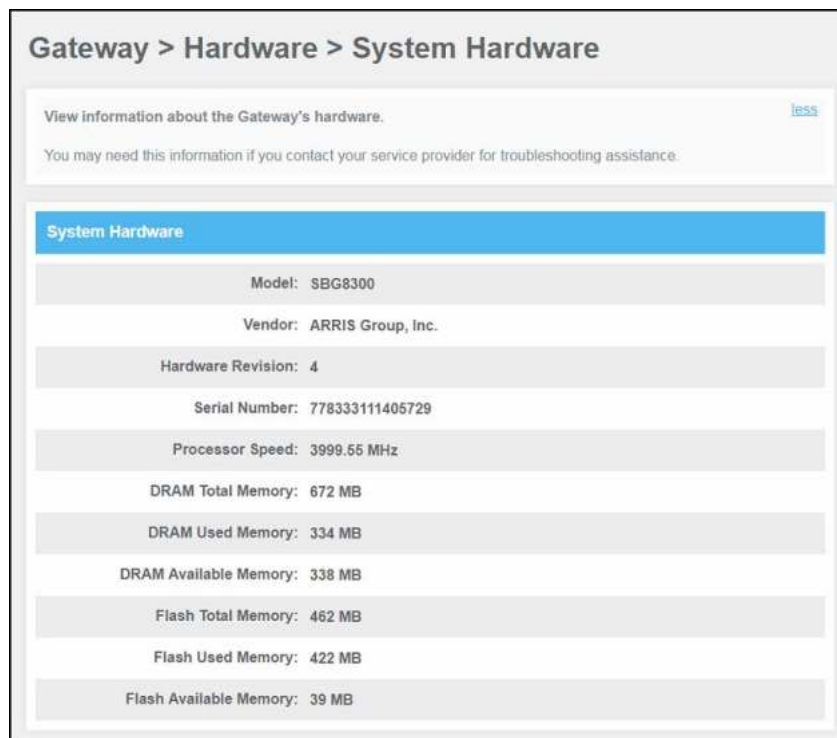 Gateway > Hardware > System Hardware
View information about the Gateway's hardware.
less
You may need this information if you contact your service provider for troubleshooting assistance.
System Hardware
Model: SBG8300
Vendor: ARRIS Group, Inc.
Hardware Revision: 4
Serial Number: 778333111405729
Processor Speed: 3999.55 MHz
DRAM Total Memory: 672 MB
DRAM Used Memory: 334 MB
DRAM Available Memory: 338 MB
Flash Total Memory: 462 MB
Flash Used Memory: 422 MB
Flash Available Memory: 39 MB